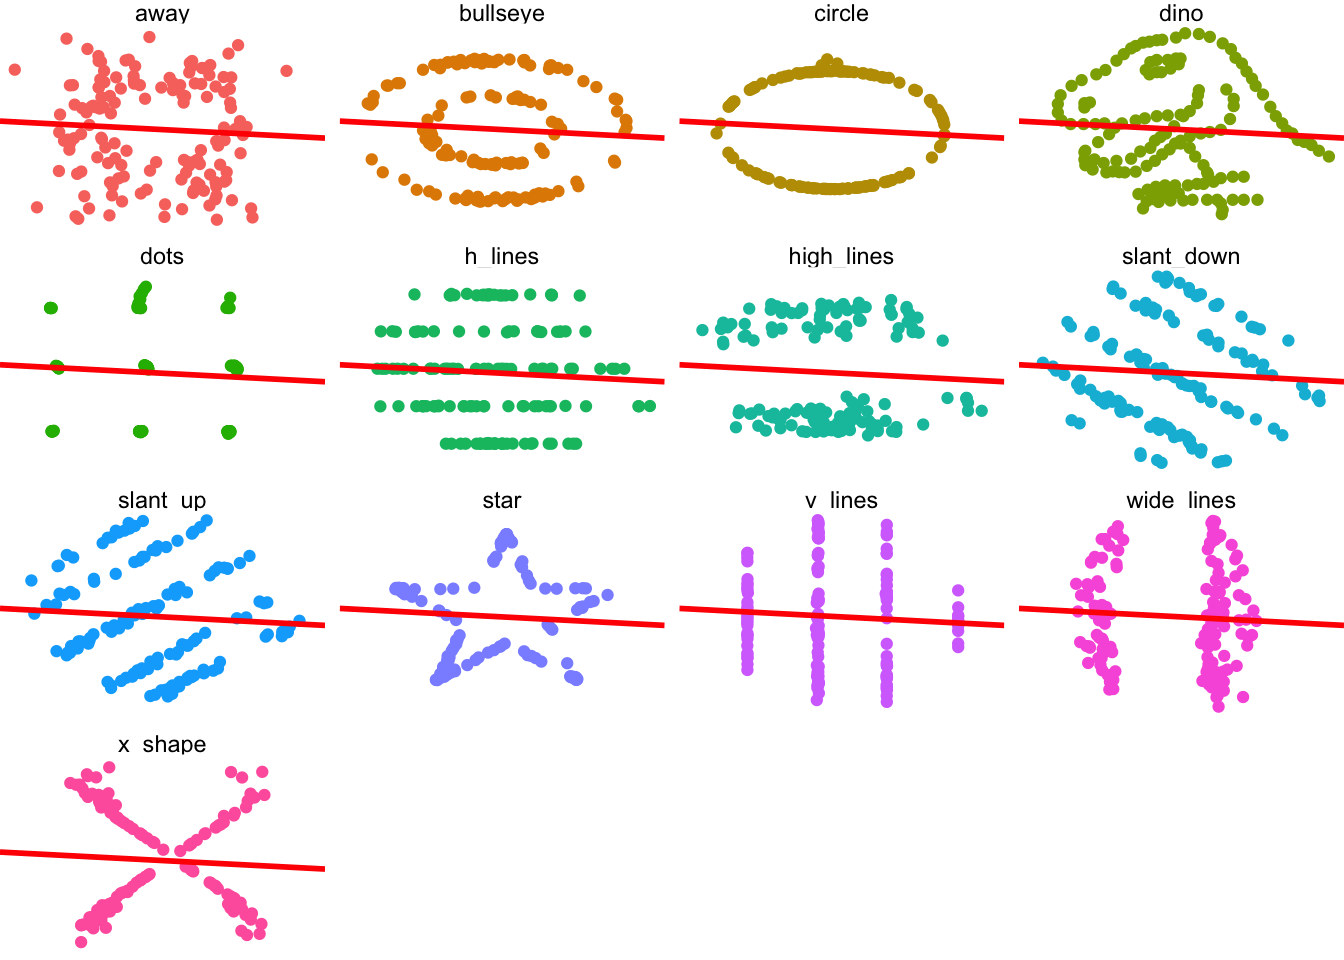 away
bullseye
circle
dino
dots
h_lines
high_lines
slant_down
slant_up
star
v_lines
wide_lines
x_shape